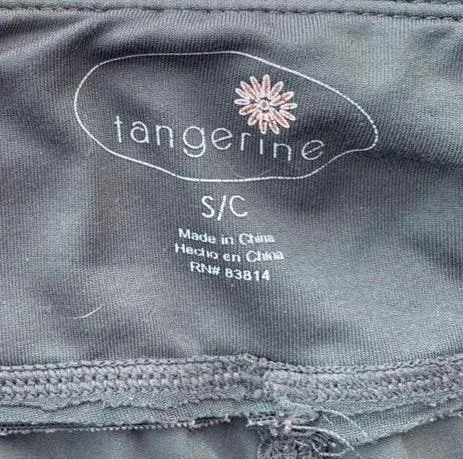 tangerine
S/C
Made in China
Hecho en China
RN# 83814